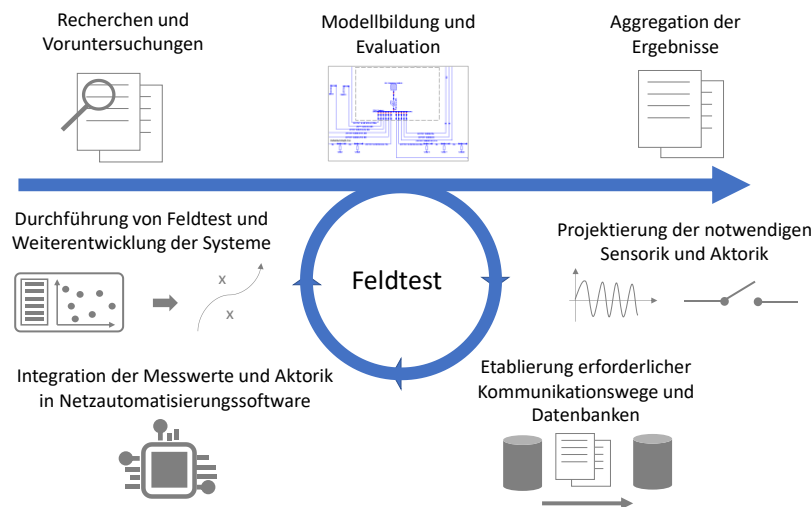 Recherchen und
Voruntersuchungen
Modellbildung und
Evaluation
Aggregation der
Ergebnisse
Durchführung von Feldtest und
Weiterentwicklung der Systeme
Feldtest
Projektierung der notwendigen
Sensorik und Aktorik
x
x
Integration der Messwerte und Aktorik
in Netzautomatisierungssoftware
Etablierung erforderlicher
Kommunikationswege und
Datenbanken